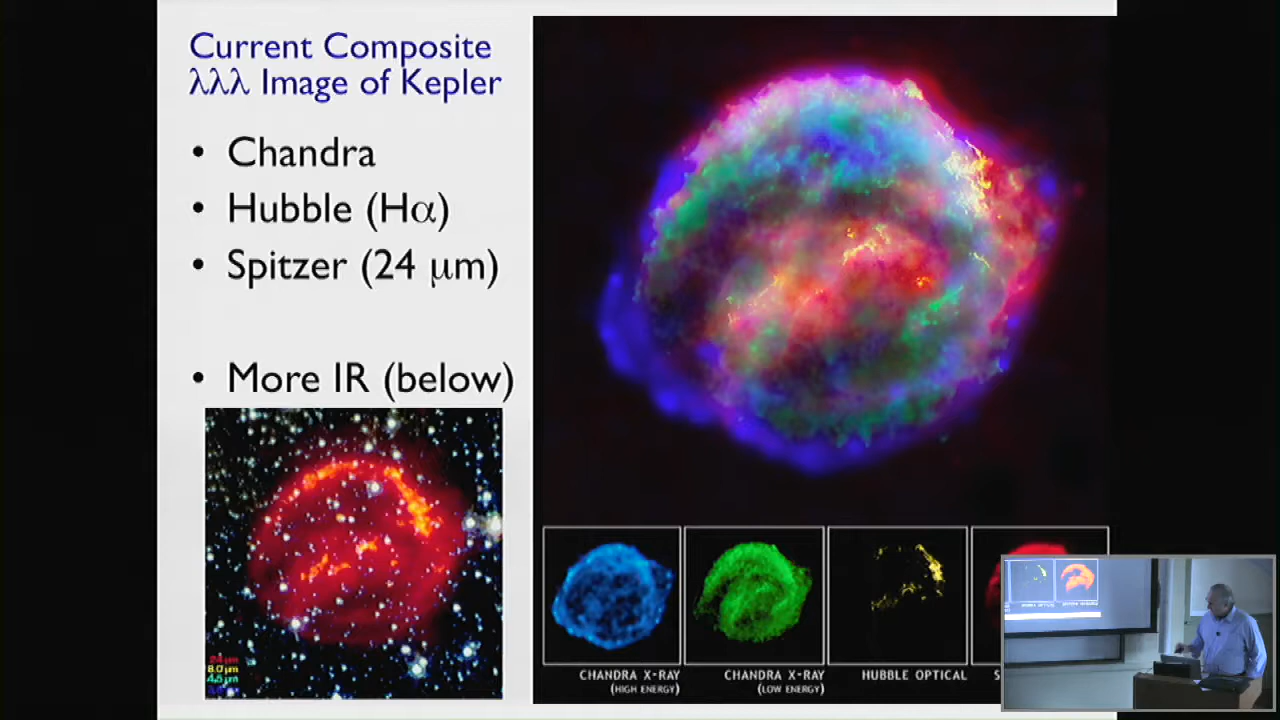 Current Composite
λλλ Image of Kepler
• Chandra
• Hubble (Hα)
• Spitzer (24 μm)
• More IR (below)
24 μm
8.0 μm
4.5 μm
CHANDRA X-RAY
(HIGH ENERGY)
CHANDRA X-RAY
(LOW ENERGY)
HUBBLE OPTICAL
S